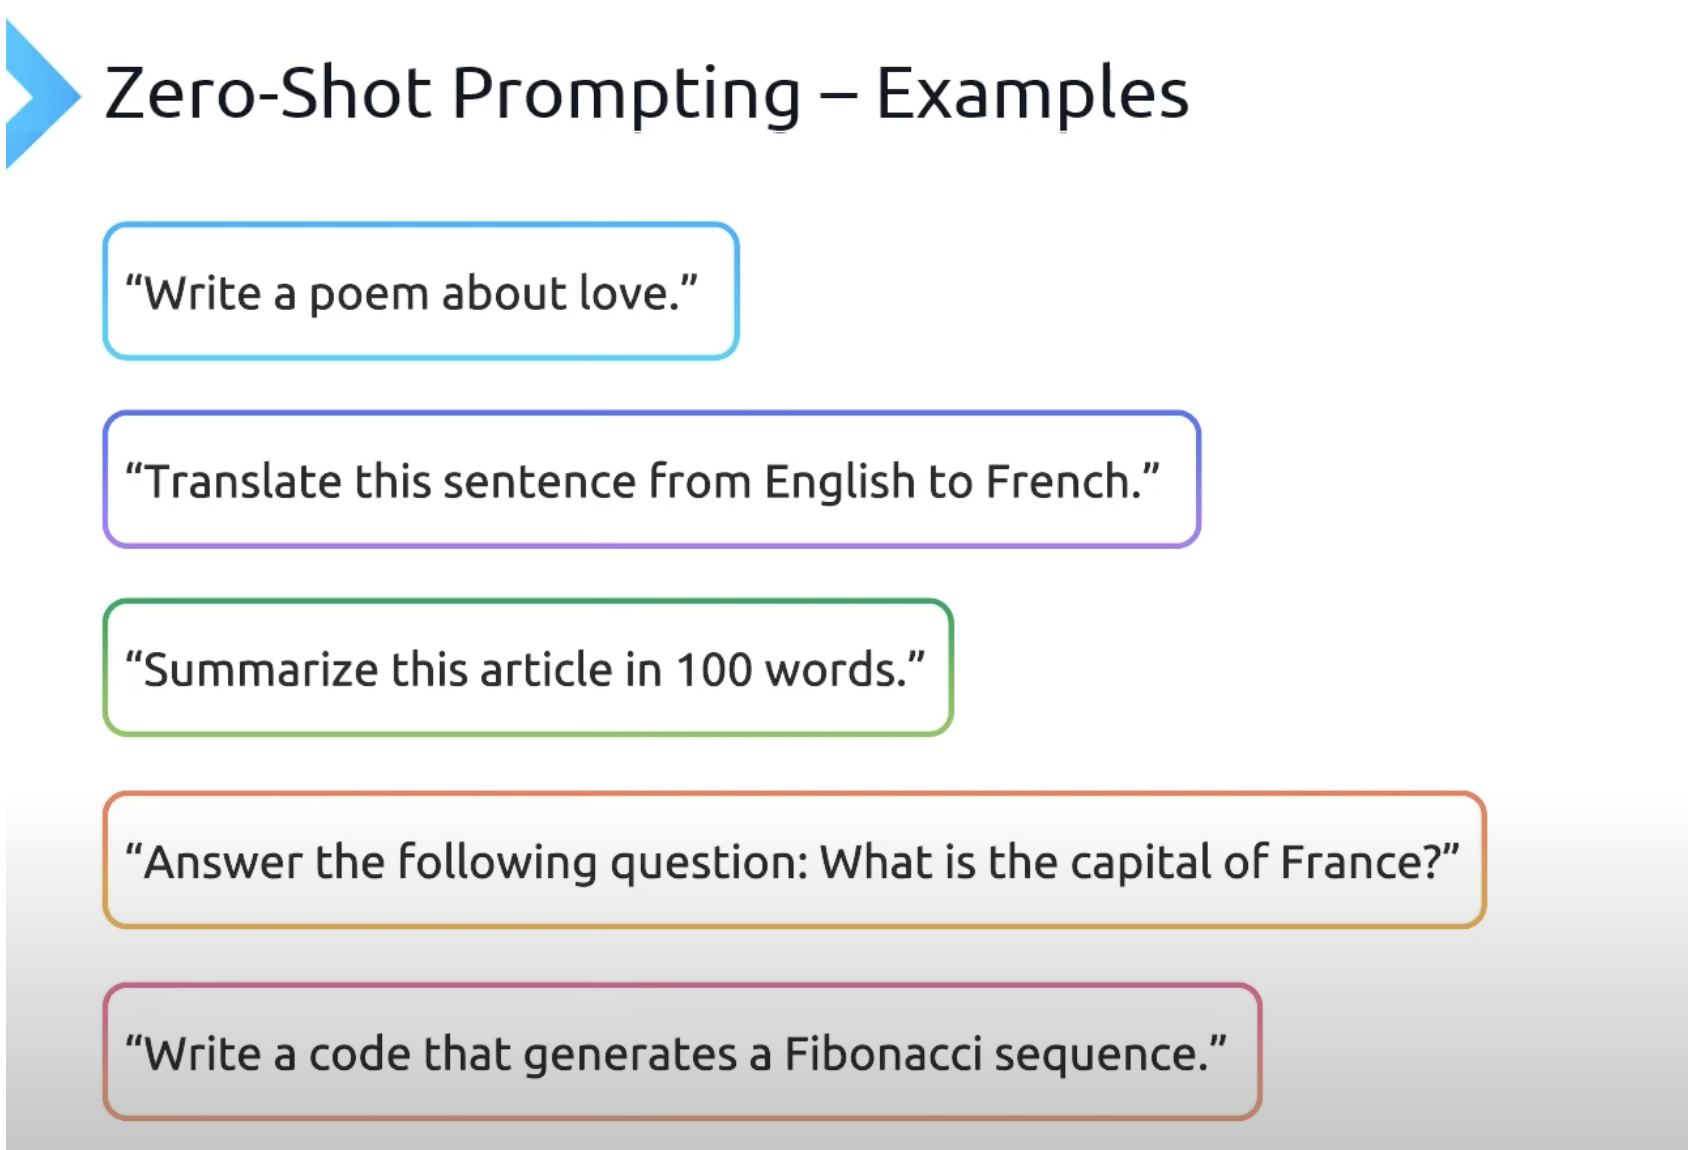 Zero-Shot Prompting – Examples
“Write a poem about love.”
“Translate this sentence from English to French.”
“Summarize this article in 100 words.”
“Answer the following question: What is the capital of France?”
“Write a code that generates a Fibonacci sequence.”